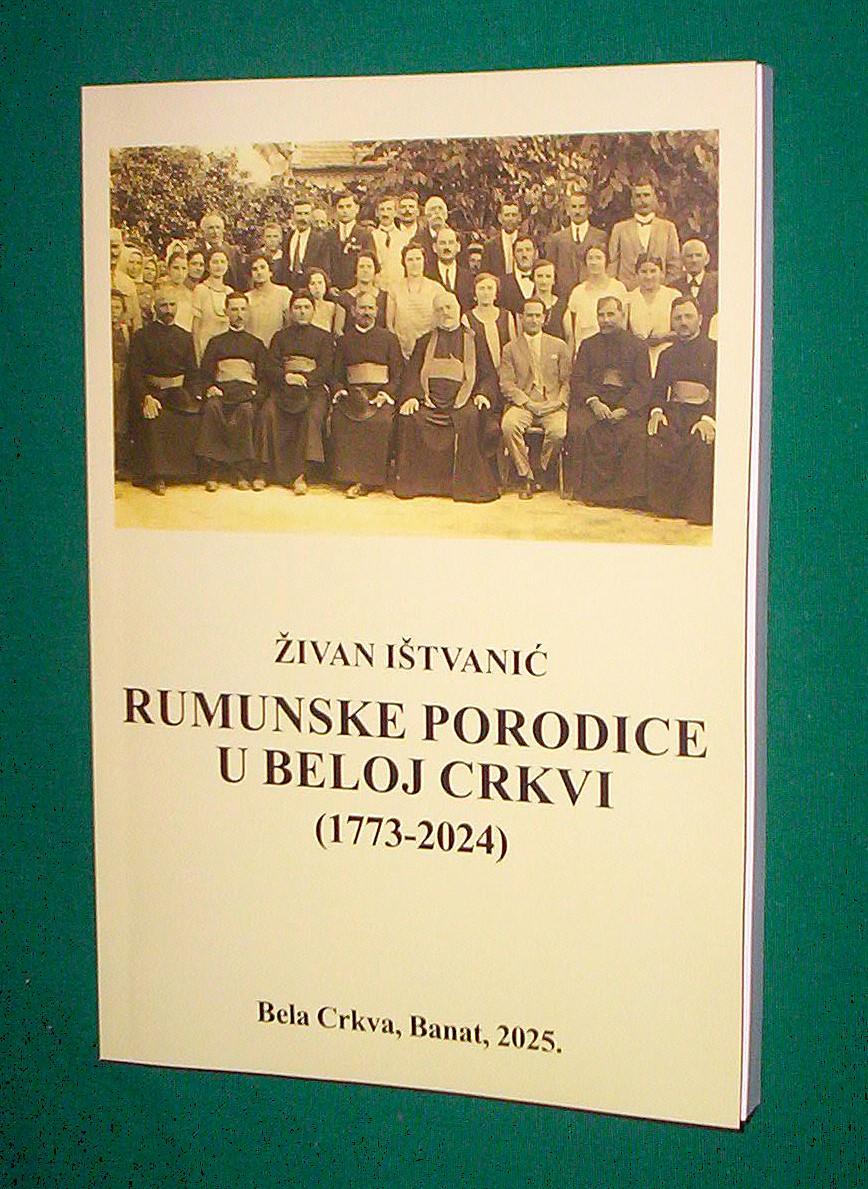 ŽIVAN IŠTVANIĆ
RUMUNSKE PORODICE
U BELOJ CRKVI
(1773-2024)
Bela Crkva, Banat, 2025.